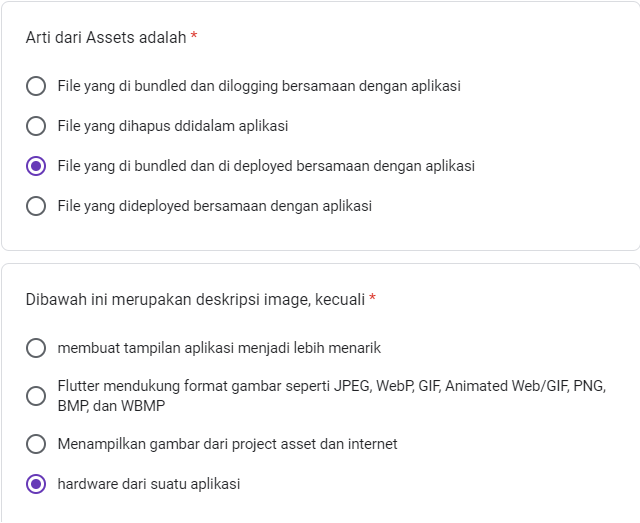 Arti dari Assets adalah *
File yang di bundled dan dilogging bersamaan dengan aplikasi
File yang dihapus ddidalam aplikasi
File yang di bundled dan di deployed bersamaan dengan aplikasi
File yang dideployed bersamaan dengan aplikasi
Dibawah ini merupakan deskripsi image, kecuali *
membuat tampilan aplikasi menjadi lebih menarik
Flutter mendukung format gambar seperti JPEG, WebP, GIF, Animated Web/GIF, PNG,
BMP, dan WBMP
Menampilkan gambar dari project asset dan internet
hardware dari suatu aplikasi